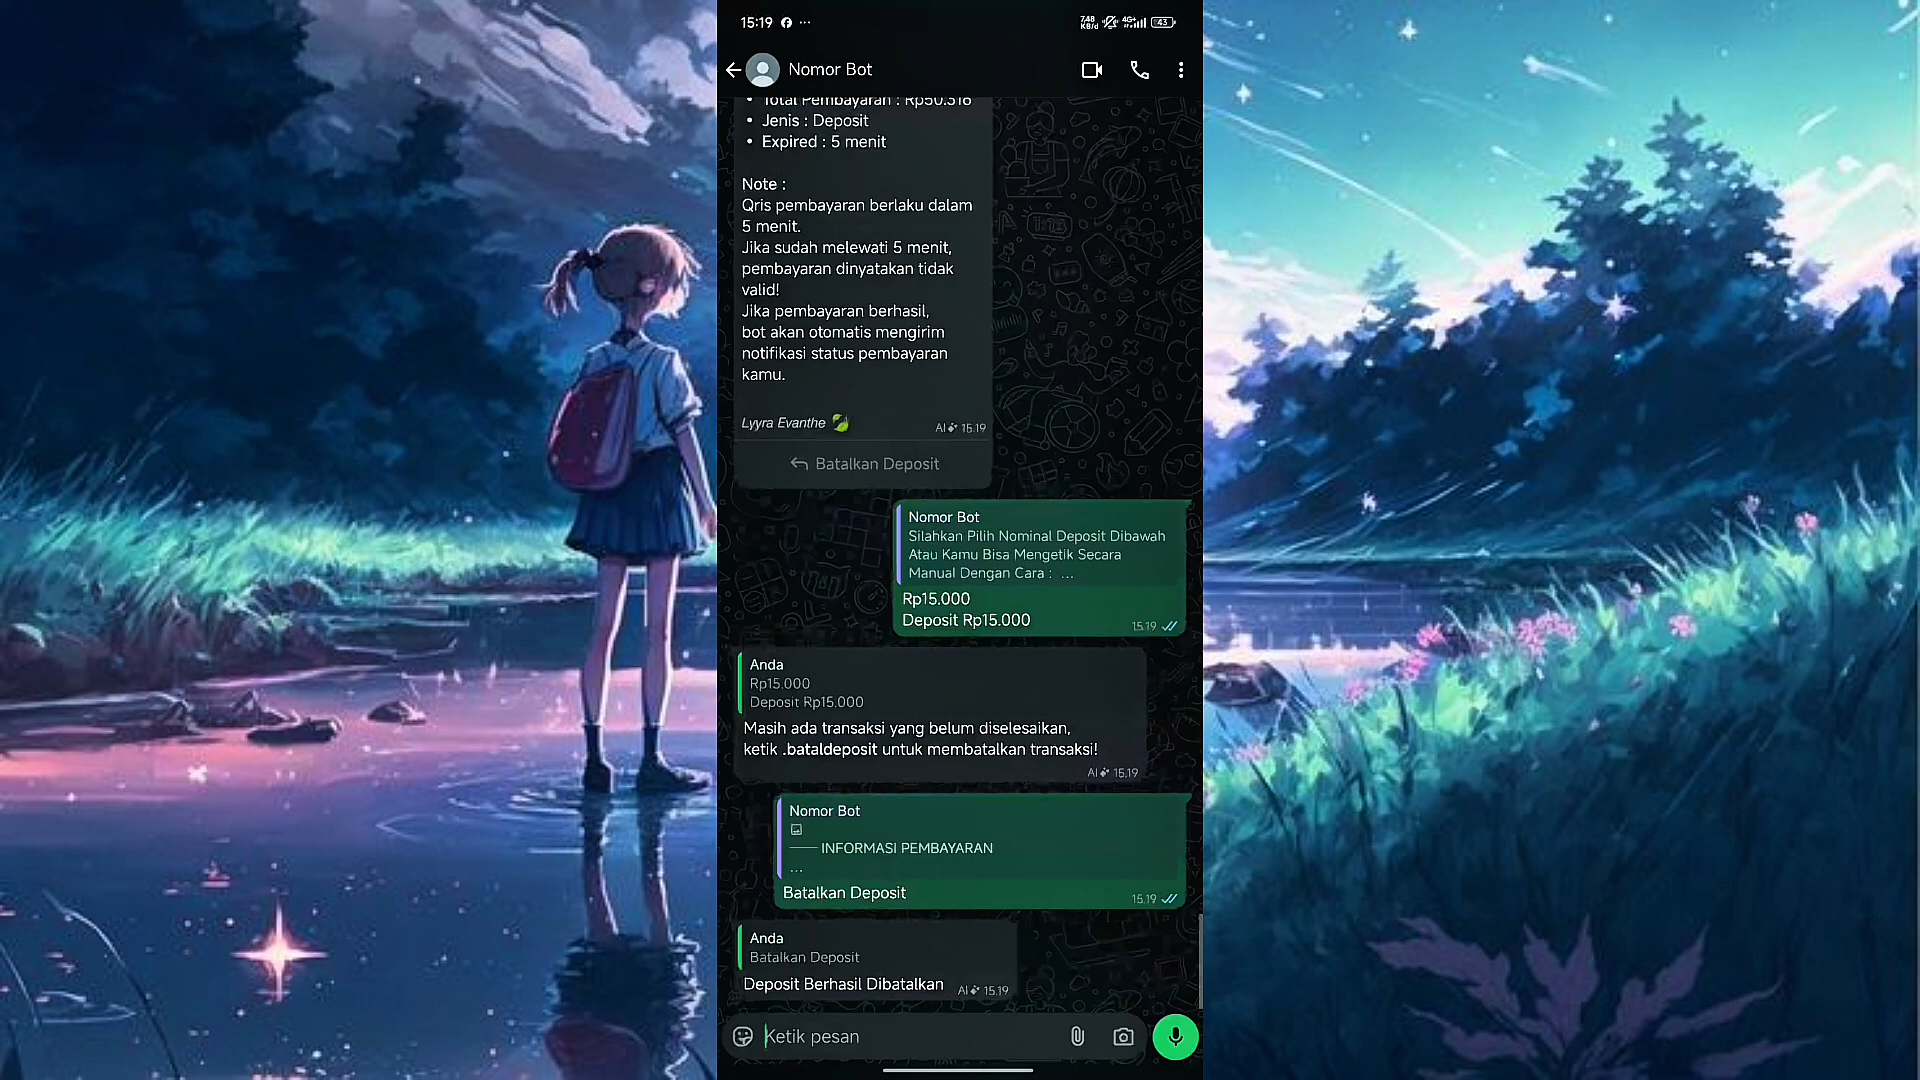 15:19 ...
7,48 KB/d 4G+ 43
Nomor Bot
• Total Pembayaran : Rp50.316
• Jenis : Deposit
• Expired : 5 menit
Note :
Qris pembayaran berlaku dalam
5 menit.
Jika sudah melewati 5 menit,
pembayaran dinyatakan tidak
valid!
Jika pembayaran berhasil,
bot akan otomatis mengirim
notifikasi status pembayaran
kamu.
Lyyra Evanthe
AI 15.19
Batalkan Deposit
Nomor Bot
Silahkan Pilih Nominal Deposit Dibawah
Atau Kamu Bisa Mengetik Secara
Manual Dengan Cara : ...
Rp15.000
Deposit Rp15.000
15.19
Anda
Rp15.000
Deposit Rp15.000
Masih ada transaksi yang belum diselesaikan,
ketik .bataldeposit untuk membatalkan transaksi!
AI 15.19
Nomor Bot
—— INFORMASI PEMBAYARAN
...
Batalkan Deposit
15.19
Anda
Batalkan Deposit
Deposit Berhasil Dibatalkan
AI 15.19
Ketik pesan